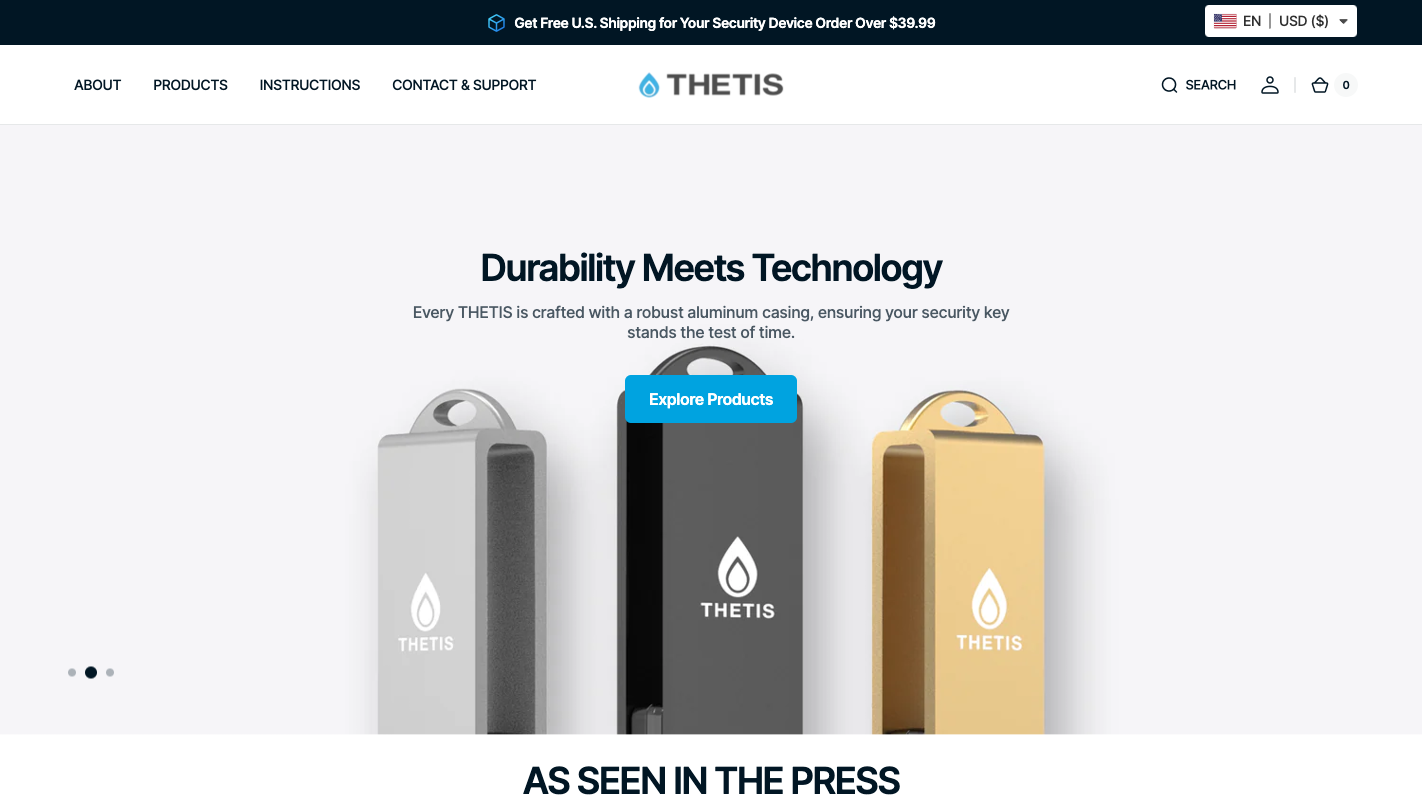 Get Free U.S. Shipping for Your Security Device Order Over $39.99
EN | USD ($)
ABOUT
PRODUCTS
INSTRUCTIONS
CONTACT & SUPPORT
THETIS
SEARCH
0
Durability Meets Technology
Every THETIS is crafted with a robust aluminum casing, ensuring your security key
stands the test of time.
Explore Products
THETIS
THETIS
THETIS
AS SEEN IN THE PRESS